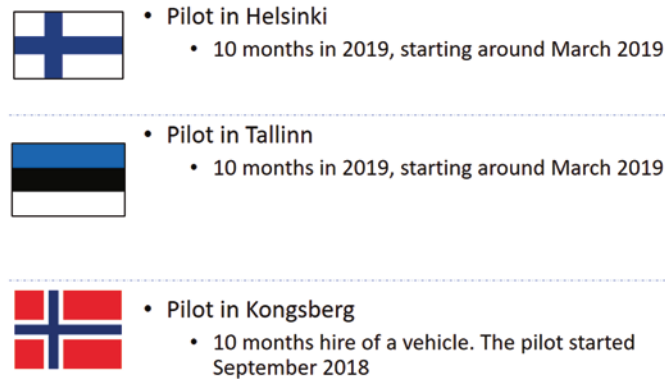 • Pilot in Helsinki
• 10 months in 2019, starting around March 2019
• Pilot in Tallinn
• 10 months in 2019, starting around March 2019
• Pilot in Kongsberg
• 10 months hire of a vehicle. The pilot started
September 2018